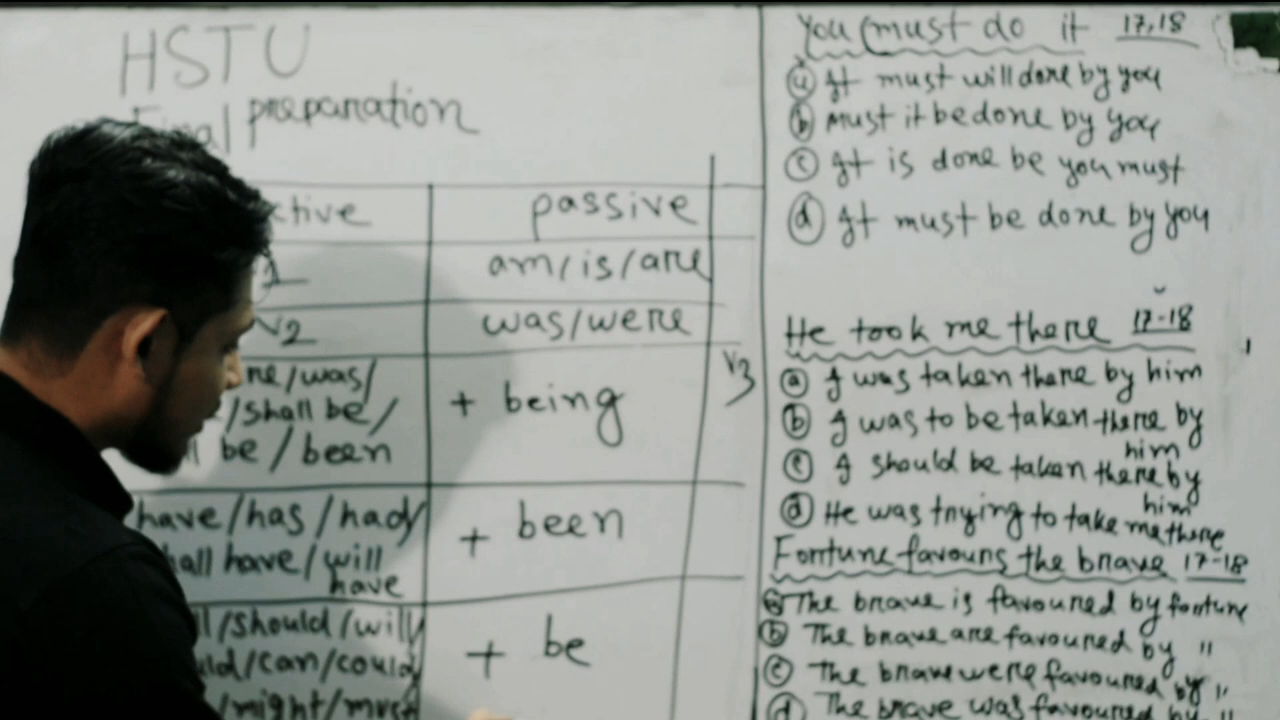 HSTU
Final preparation
passive
am/is/are
V2
was/were
/was/
/shall be/
be/been
+ being
V3
have/has/had/
have/will
have
+ been
/should/will/
/can/could
/might/must
+ be
You must do it 17,18
It must will done by you
(b) Must it be done by you
(c) It is done be you must
(d) It must be done by you
He took me there 17-18
(a) I was taken there by him
(b) I was to be taken there by
him
(c) I should be taken there by
him
(d) He was trying to take me there
Fortune favours the brave 17-18
(a) The brave is favoured by fortune
(b) The brave are favoured by "
(c) The brave were favoured by "
(d) The brave was favoured by "